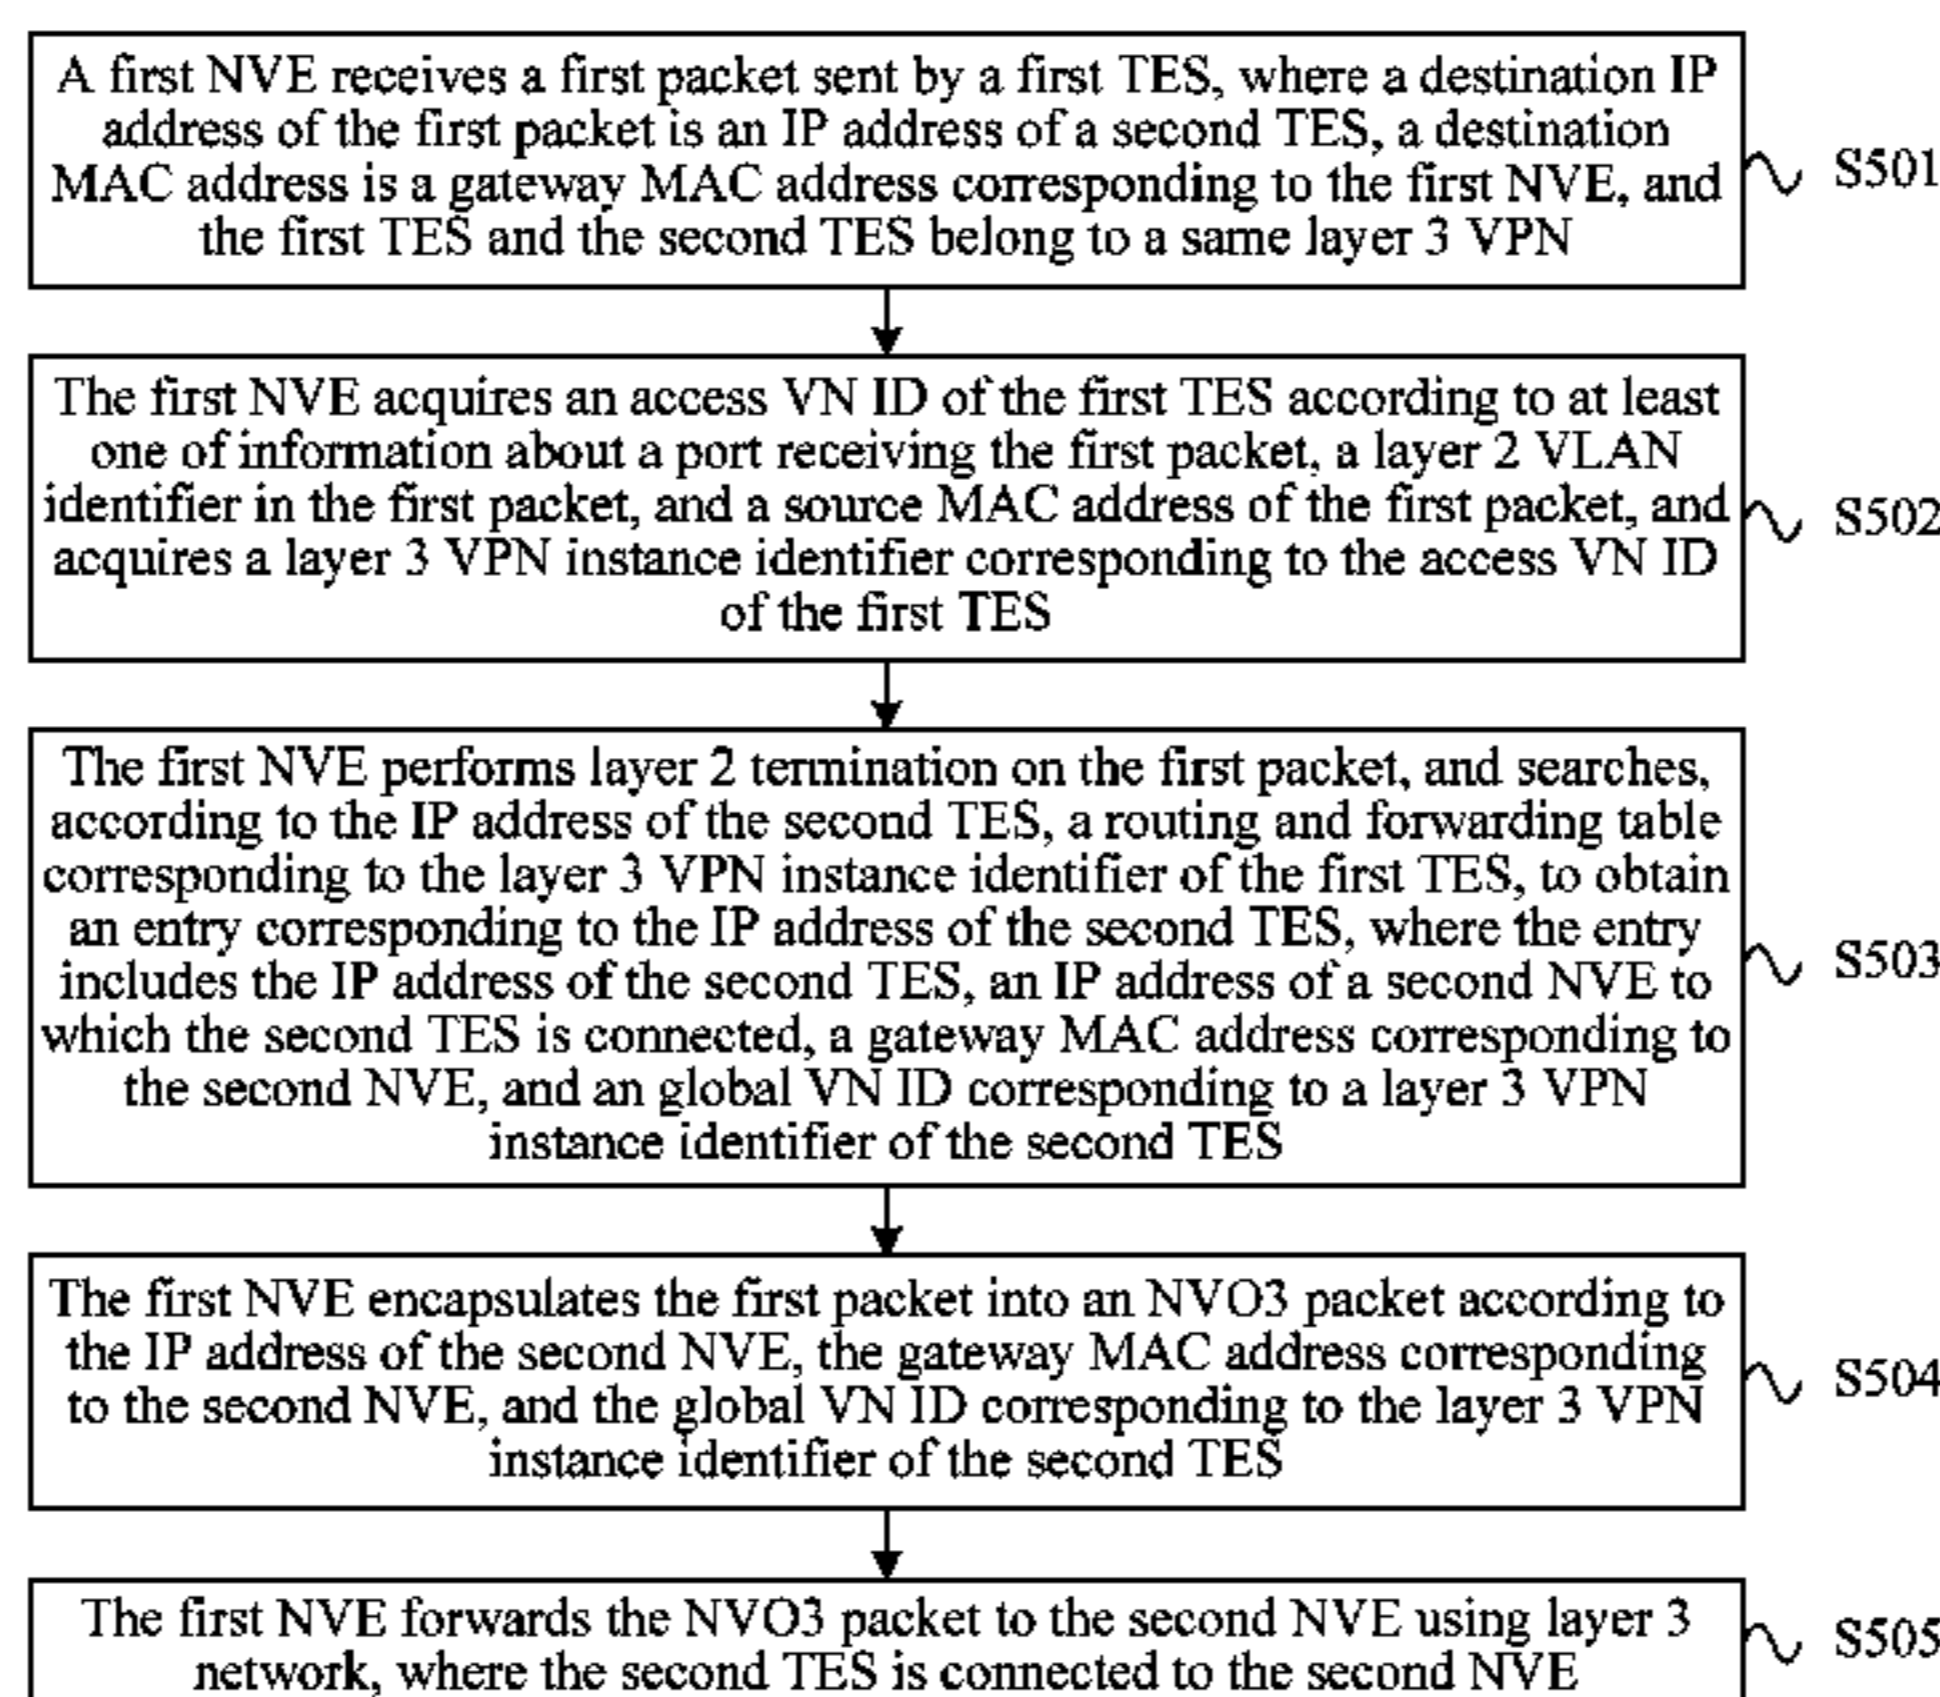 A first NVE receives a first packet sent by a first TES, where a destination IP
address of the first packet is an IP address of a second TES, a destination
MAC address is a gateway MAC address corresponding to the first NVE, and
the first TES and the second TES belong to a same layer 3 VPN
S501
The first NVE acquires an access VN ID of the first TES according to at least
one of information about a port receiving the first packet, a layer 2 VLAN
identifier in the first packet, and a source MAC address of the first packet, and
acquires a layer 3 VPN instance identifier corresponding to the access VN ID
of the first TES
S502
The first NVE performs layer 2 termination on the first packet, and searches,
according to the IP address of the second TES, a routing and forwarding table
corresponding to the layer 3 VPN instance identifier of the first TES, to obtain
an entry corresponding to the IP address of the second TES, where the entry
includes the IP address of the second TES, an IP address of a second NVE to
which the second TES is connected, a gateway MAC address corresponding to
the second NVE, and an global VN ID corresponding to a layer 3 VPN
instance identifier of the second TES
S503
The first NVE encapsulates the first packet into an NVO3 packet according to
the IP address of the second NVE, the gateway MAC address corresponding
to the second NVE, and the global VN ID corresponding to the layer 3 VPN
instance identifier of the second TES
S504
The first NVE forwards the NVO3 packet to the second NVE using layer 3
network, where the second TES is connected to the second NVE
S505